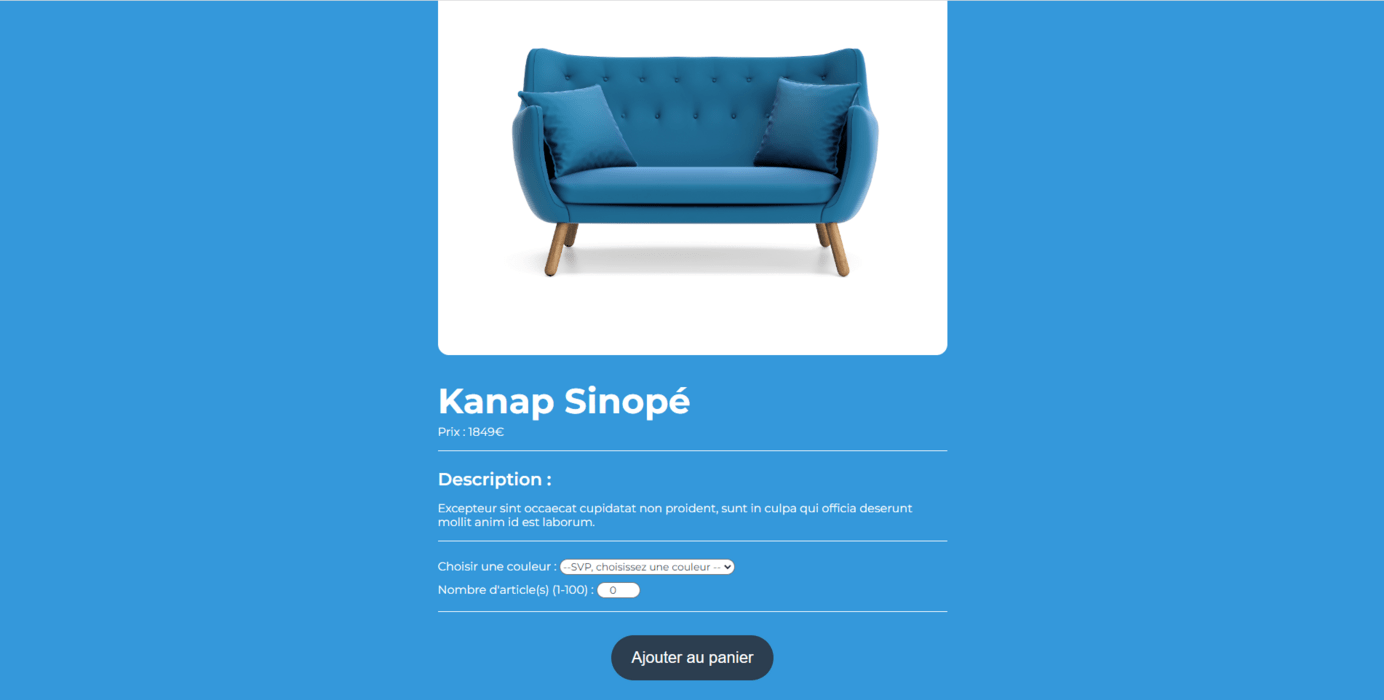 Kanap Sinopé
Prix : 1849€
Description :
Excepteur sint occaecat cupidatat non proident, sunt in culpa qui officia deserunt
mollit anim id est laborum.
Choisir une couleur : --SVP, choisissez une couleur --
Nombre d'article(s) (1-100) : 0
Ajouter au panier